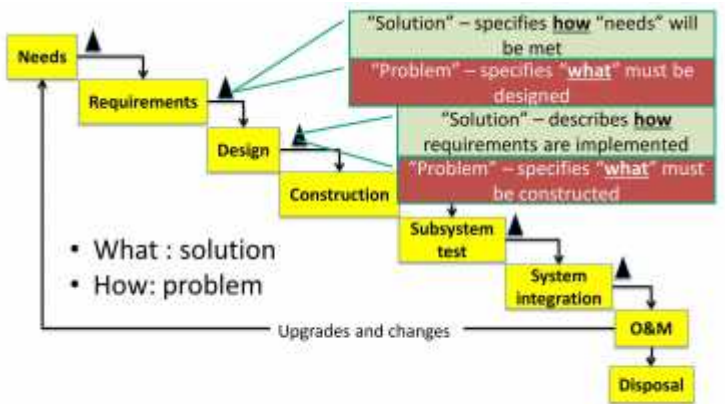 "Solution" – specifies how "needs" will
be met
"Problem" – specifies "what" must be
designed
"Solution" – describes how
requirements are implemented
"Problem" – specifies "what" must
be constructed
Needs
Requirements
Design
Construction
Subsystem
test
System
integration
O&M
Disposal
• What : solution
• How: problem
Upgrades and changes